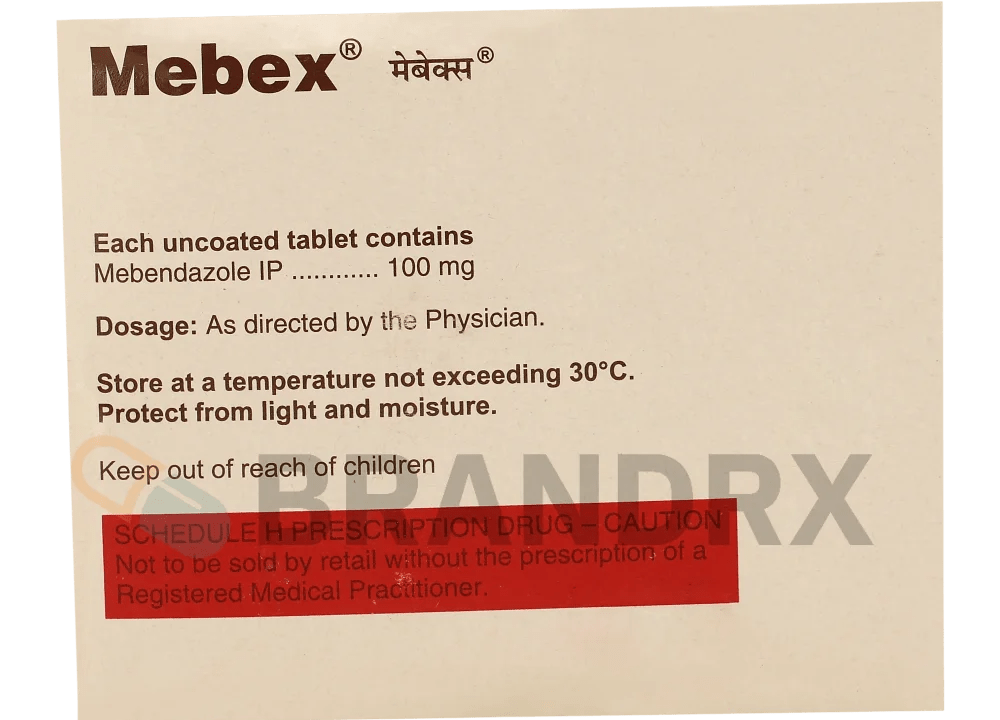 Mebex® मेबेक्स®
Each uncoated tablet contains
Mebendazole IP ............ 100 mg
Dosage: As directed by the Physician.
Store at a temperature not exceeding 30°C.
Protect from light and moisture.
Keep out of reach of children
BRANDRX
SCHEDULE H PRESCRIPTION DRUG – CAUTION
Not to be sold by retail without the prescription of a
Registered Medical Practitioner.